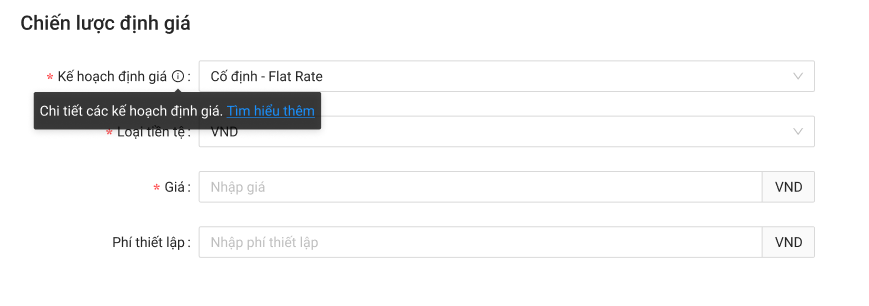 Chiến lược định giá
* Kế hoạch định giá ⓘ : Cố định - Flat Rate
Chi tiết các kế hoạch định giá. Tìm hiểu thêm
* Loại tiền tệ : VND
* Giá : Nhập giá VND
Phí thiết lập : Nhập phí thiết lập VND